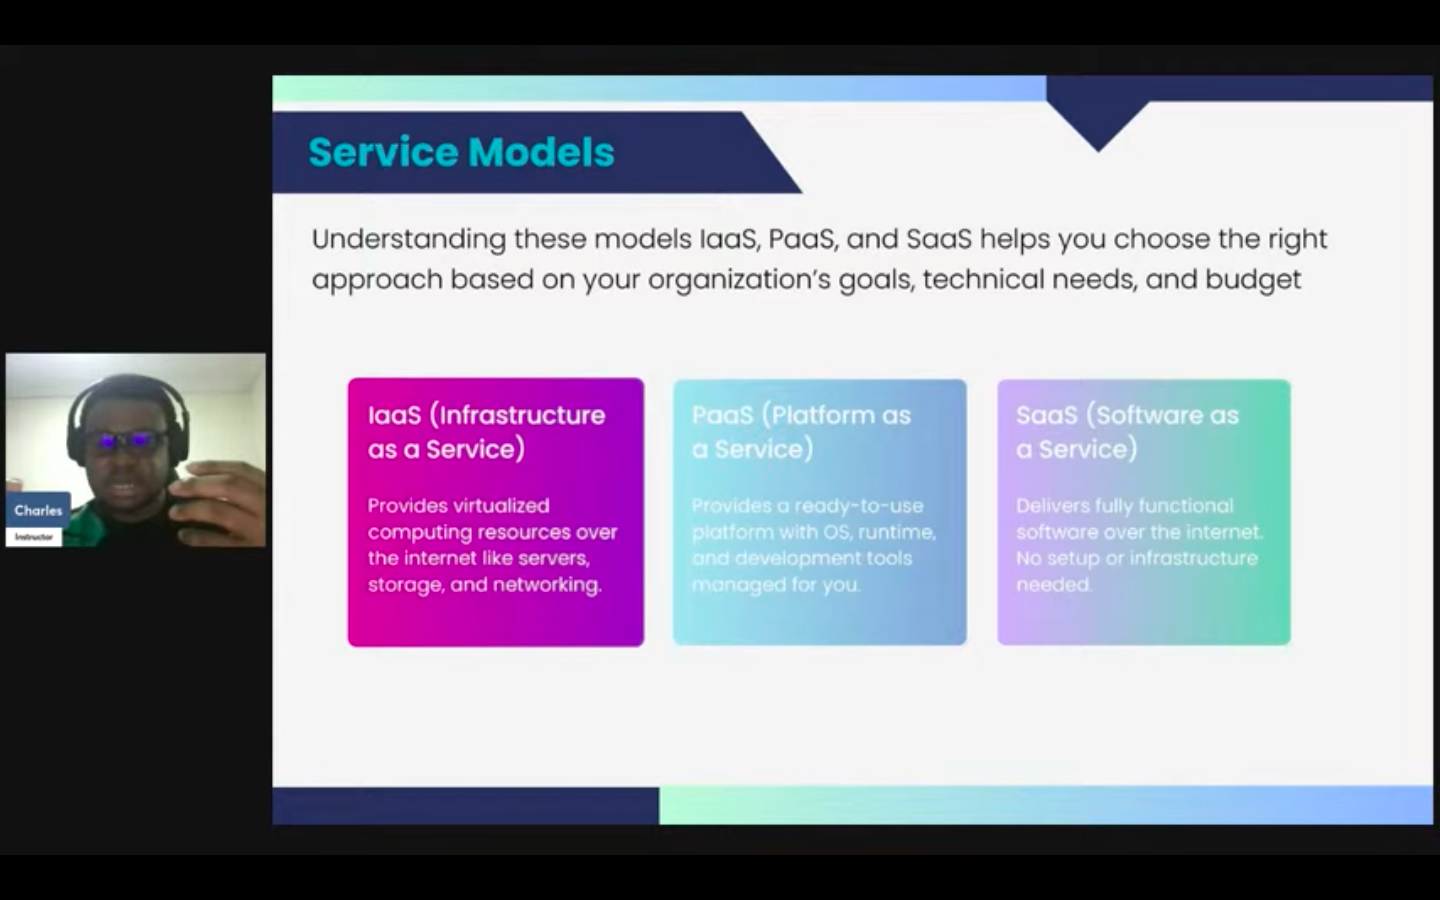 Service Models
Understanding these models IaaS, PaaS, and SaaS helps you choose the right
approach based on your organization's goals, technical needs, and budget
IaaS (Infrastructure
as a Service)
Provides virtualized
computing resources over
the internet like servers,
storage, and networking.
PaaS (Platform as
a Service)
Provides a ready-to-use
platform with OS, runtime,
and development tools
managed for you.
SaaS (Software as
a Service)
Delivers fully functional
software over the internet.
No setup or infrastructure
needed.
Charles
Instructor